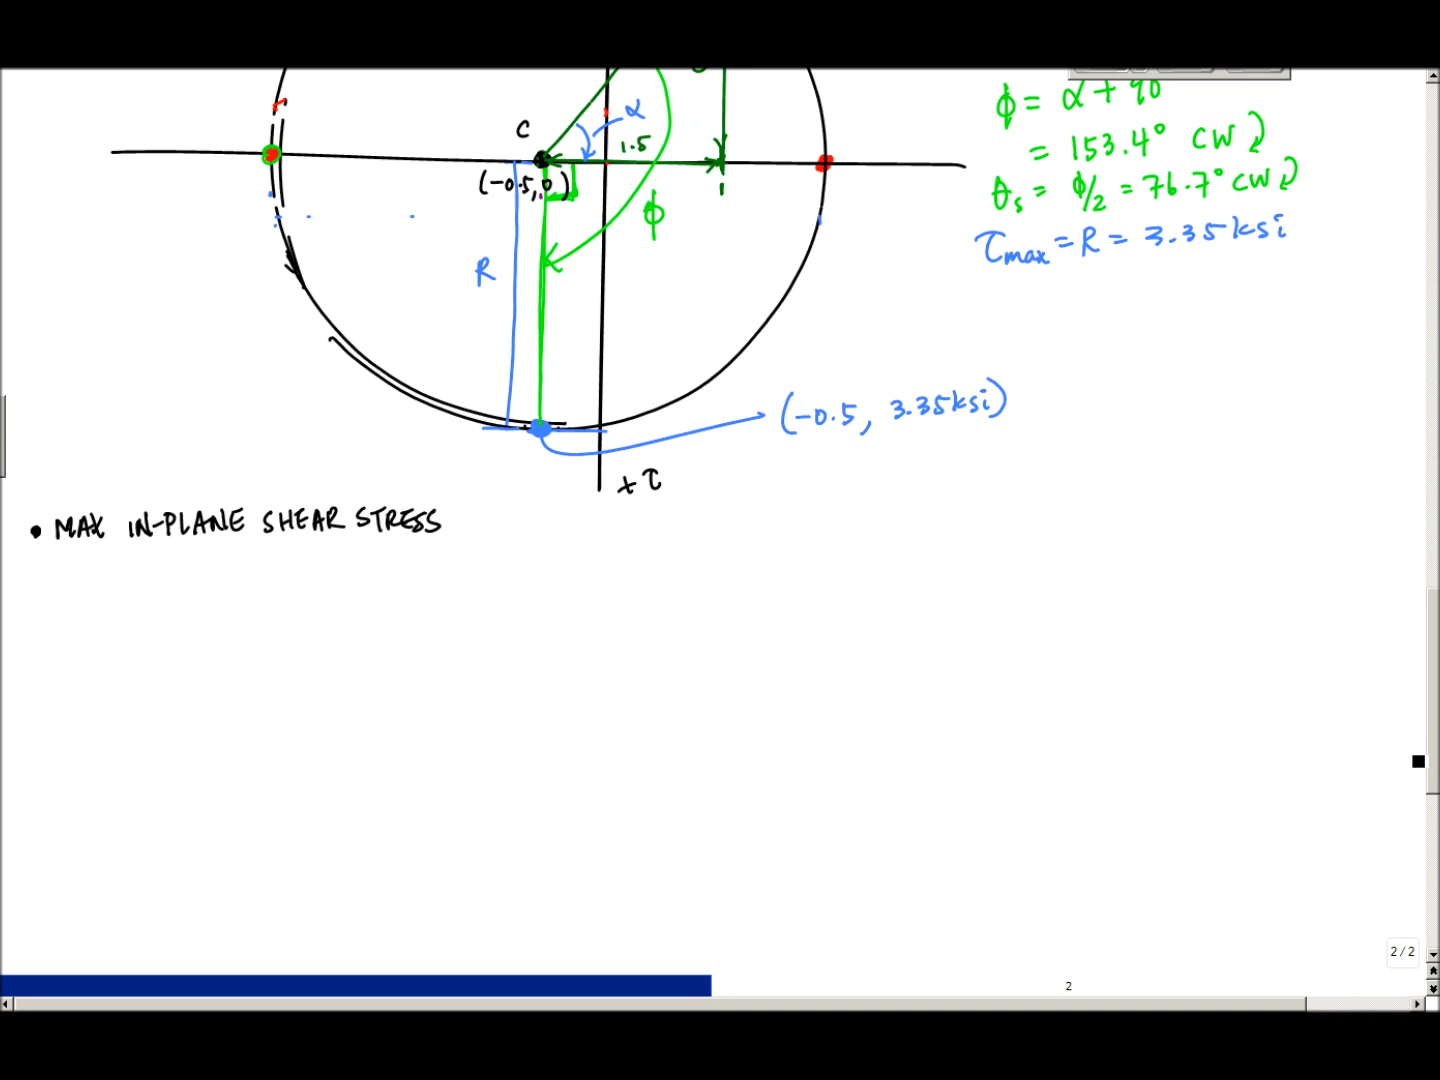 ϕ = α + 90
= 153.4° CW
θs = ϕ/2 = 76.7° CW
τmax = R = 3.35 ksi
C
α
1.5
(-0.5, 0)
ϕ
R
(-0.5, 3.35 ksi)
+ τ
• MAX IN-PLANE SHEAR STRESS
2 / 2
2